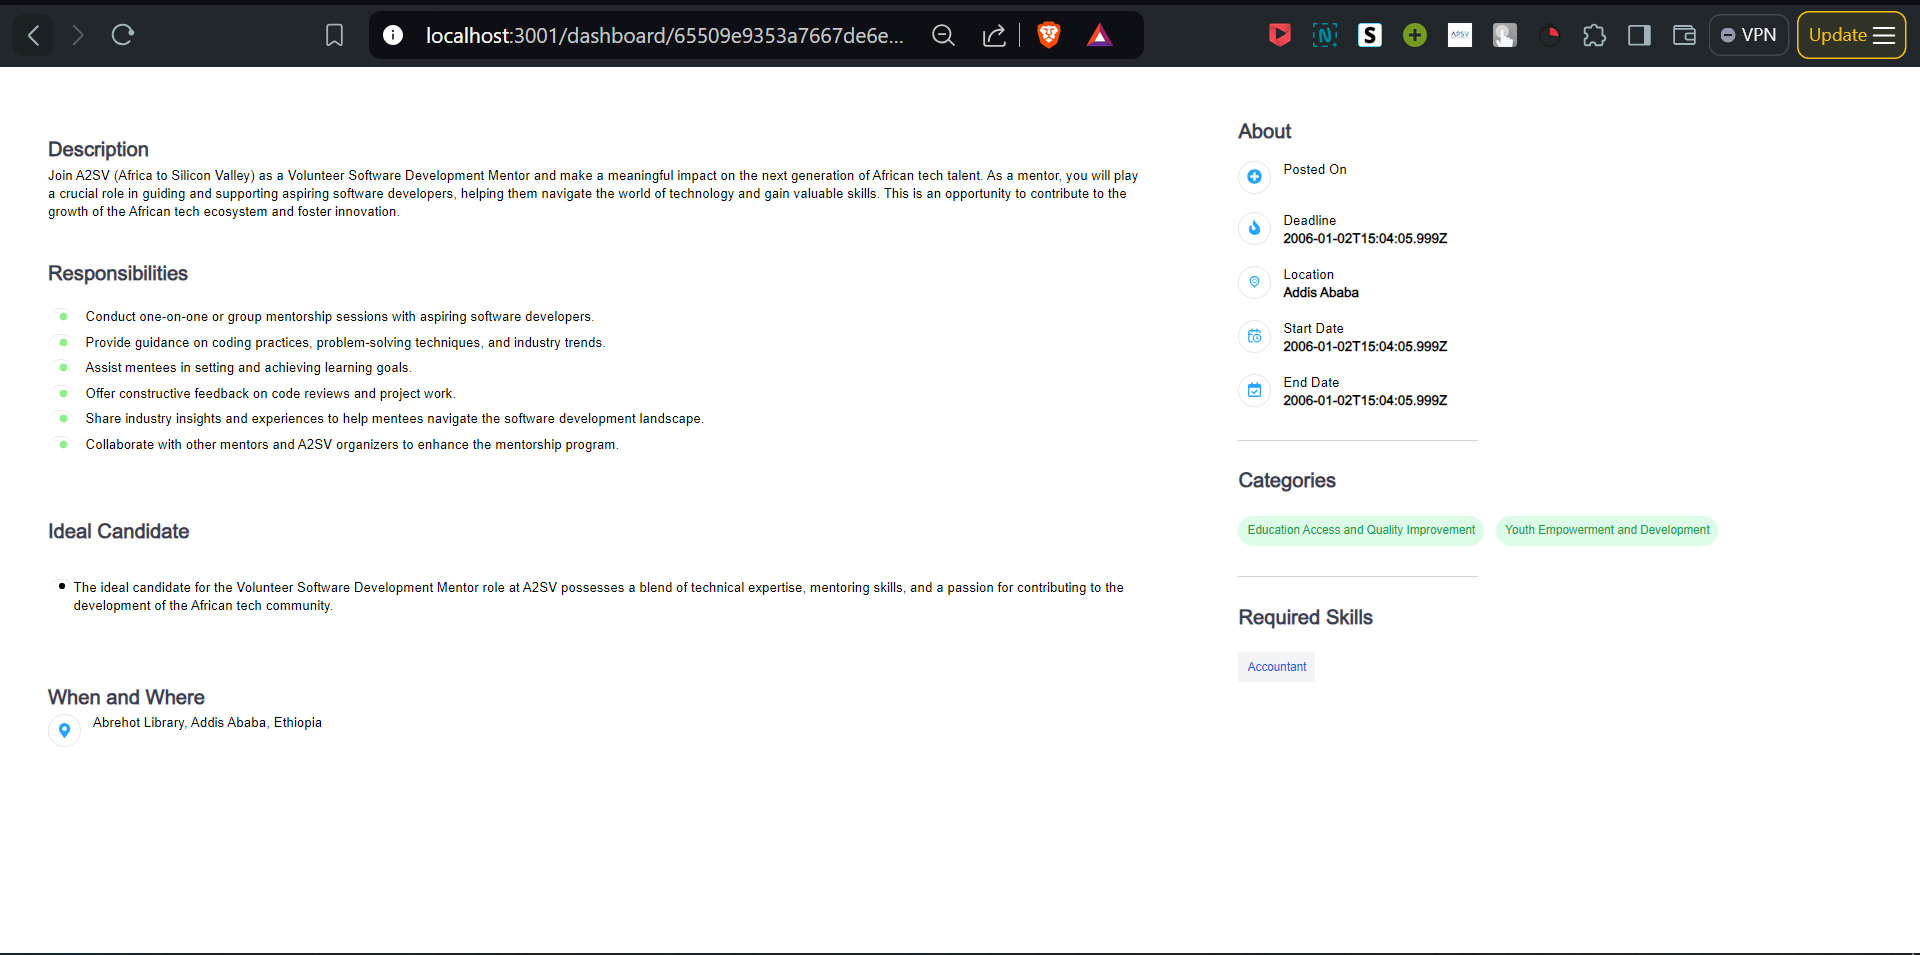 localhost:3001/dashboard/65509e9353a7667de6e...
S
A2SV
VPN
Update
Description
Join A2SV (Africa to Silicon Valley) as a Volunteer Software Development Mentor and make a meaningful impact on the next generation of African tech talent. As a mentor, you will play
a crucial role in guiding and supporting aspiring software developers, helping them navigate the world of technology and gain valuable skills. This is an opportunity to contribute to the
growth of the African tech ecosystem and foster innovation.
Responsibilities
Conduct one-on-one or group mentorship sessions with aspiring software developers.
Provide guidance on coding practices, problem-solving techniques, and industry trends.
Assist mentees in setting and achieving learning goals.
Offer constructive feedback on code reviews and project work.
Share industry insights and experiences to help mentees navigate the software development landscape.
Collaborate with other mentors and A2SV organizers to enhance the mentorship program.
Ideal Candidate
The ideal candidate for the Volunteer Software Development Mentor role at A2SV possesses a blend of technical expertise, mentoring skills, and a passion for contributing to the
development of the African tech community.
When and Where
Abrehot Library, Addis Ababa, Ethiopia
About
Posted On
Deadline
2006-01-02T15:04:05.999Z
Location
Addis Ababa
Start Date
2006-01-02T15:04:05.999Z
End Date
2006-01-02T15:04:05.999Z
Categories
Education Access and Quality Improvement
Youth Empowerment and Development
Required Skills
Accountant